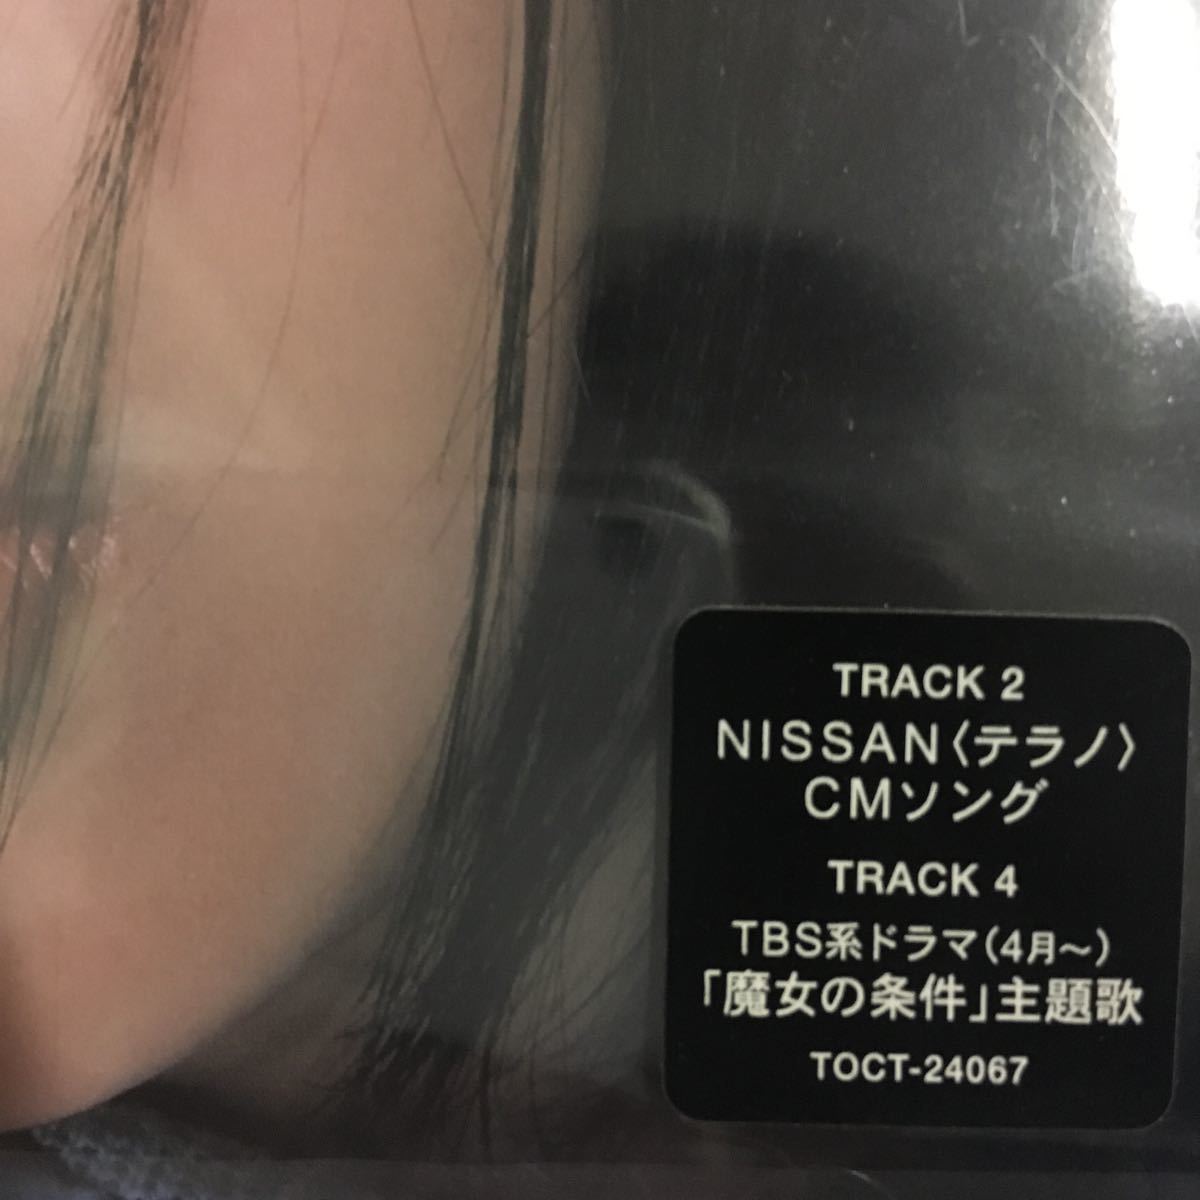 TRACK 2
NISSAN〈テラノ〉
CMソング
TRACK 4
TBS系ドラマ(4月〜)
「魔女の条件」主題歌
TOCT-24067